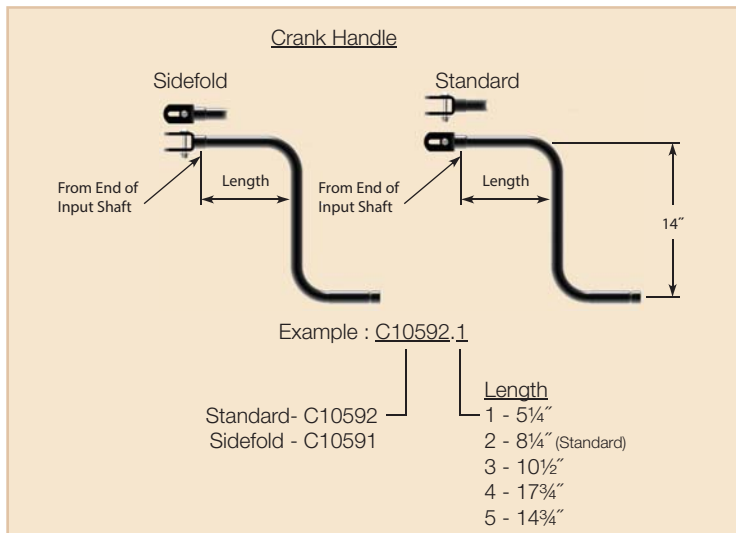 Crank Handle
Sidefold
Standard
From End of
Input Shaft
Length
From End of
Input Shaft
Length
14˝
Example : C10592.1
Standard- C10592
Sidefold - C10591
Length
1 - 5¼˝
2 - 8¼˝ (Standard)
3 - 10½˝
4 - 17¾˝
5 - 14¾˝